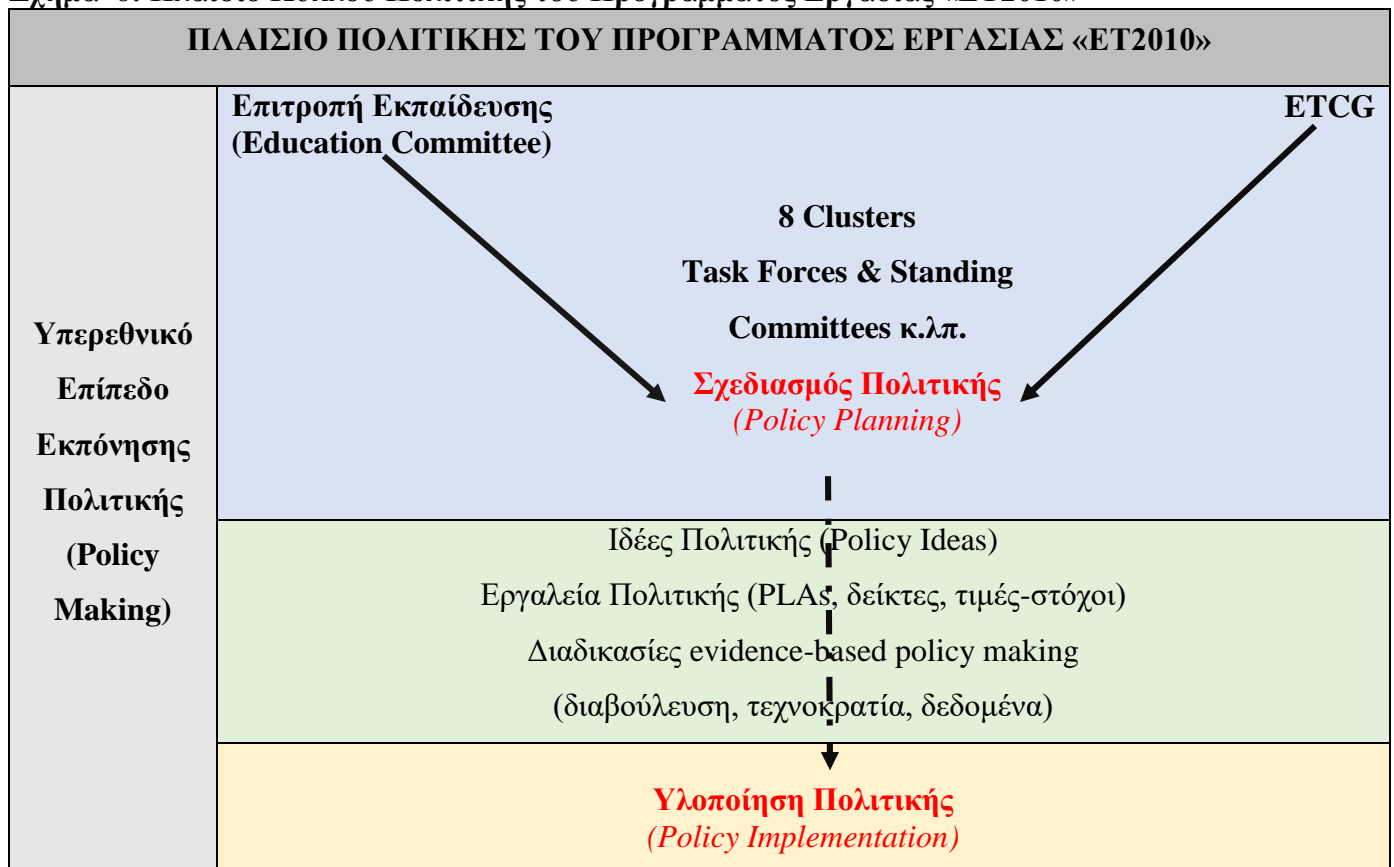 ΠΛΑΙΣΙΟ ΠΟΛΙΤΙΚΗΣ ΤΟΥ ΠΡΟΓΡΑΜΜΑΤΟΣ ΕΡΓΑΣΙΑΣ «ΕΤ2010»
Υπερεθνικό
Επίπεδο
Εκπόνησης
Πολιτικής
(Policy
Making)
Επιτροπή Εκπαίδευσης
(Education Committee)
ETCG
8 Clusters
Task Forces & Standing
Committees κ.λπ.
Σχεδιασμός Πολιτικής
(Policy Planning)
Ιδέες Πολιτικής (Policy Ideas)
Εργαλεία Πολιτικής (PLAs, δείκτες, τιμές-στόχοι)
Διαδικασίες evidence-based policy making
(διαβούλευση, τεχνοκρατία, δεδομένα)
Υλοποίηση Πολιτικής
(Policy Implementation)